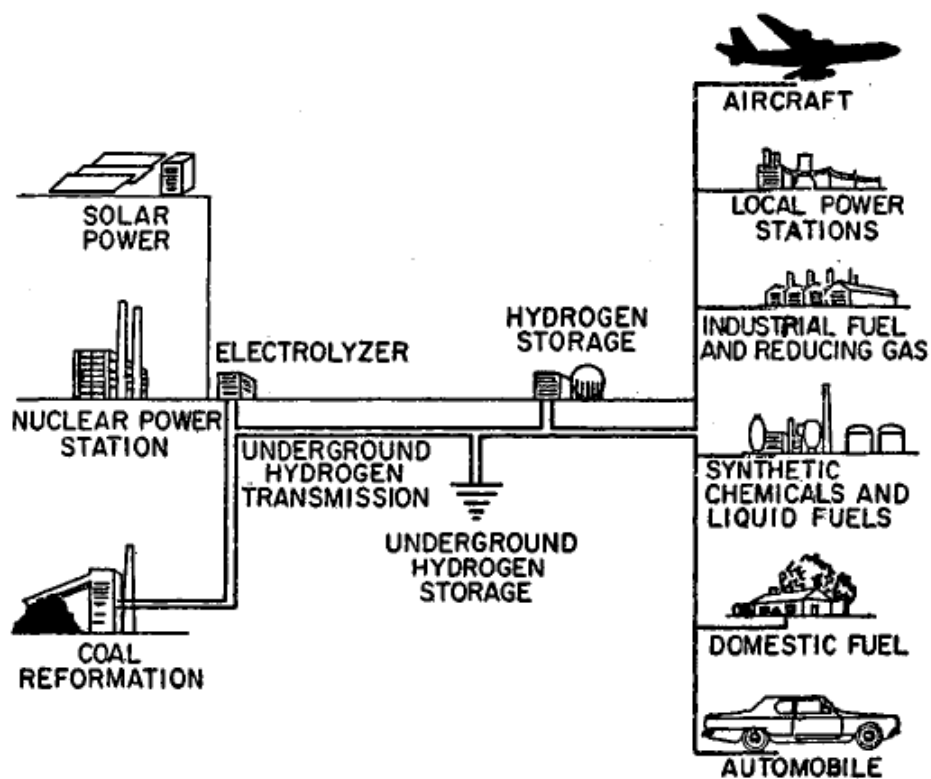 AIRCRAFT
LOCAL POWER
STATIONS
INDUSTRIAL FUEL
AND REDUCING GAS
SYNTHETIC
CHEMICALS AND
LIQUID FUELS
DOMESTIC FUEL
AUTOMOBILE
SOLAR
POWER
NUCLEAR POWER
STATION
COAL
REFORMATION
ELECTROLYZER
HYDROGEN
STORAGE
UNDERGROUND
HYDROGEN
TRANSMISSION
UNDERGROUND
HYDROGEN
STORAGE